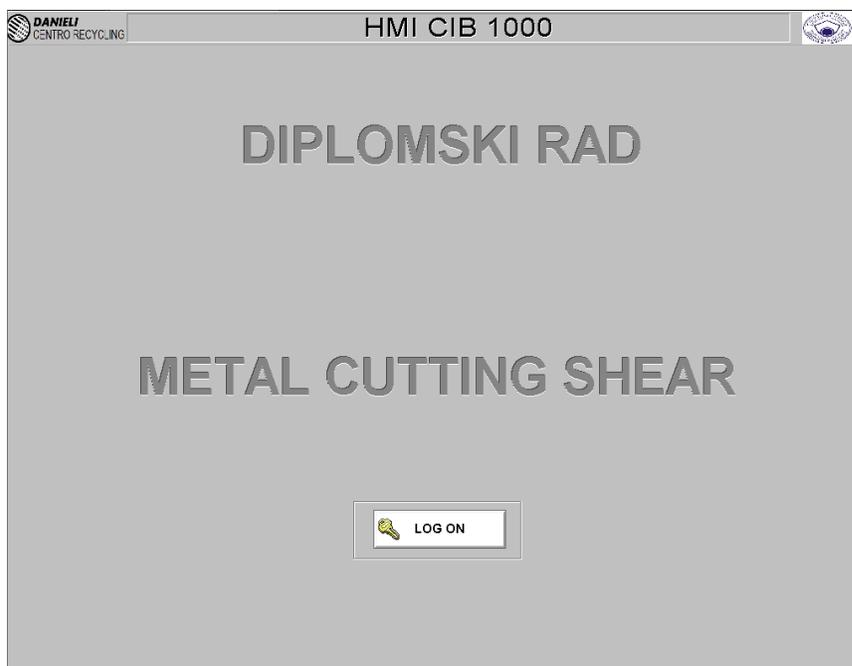 DANIELI
CENTRO RECYCLING
HMI CIB 1000
DIPLOMSKI RAD
METAL CUTTING SHEAR
LOG ON